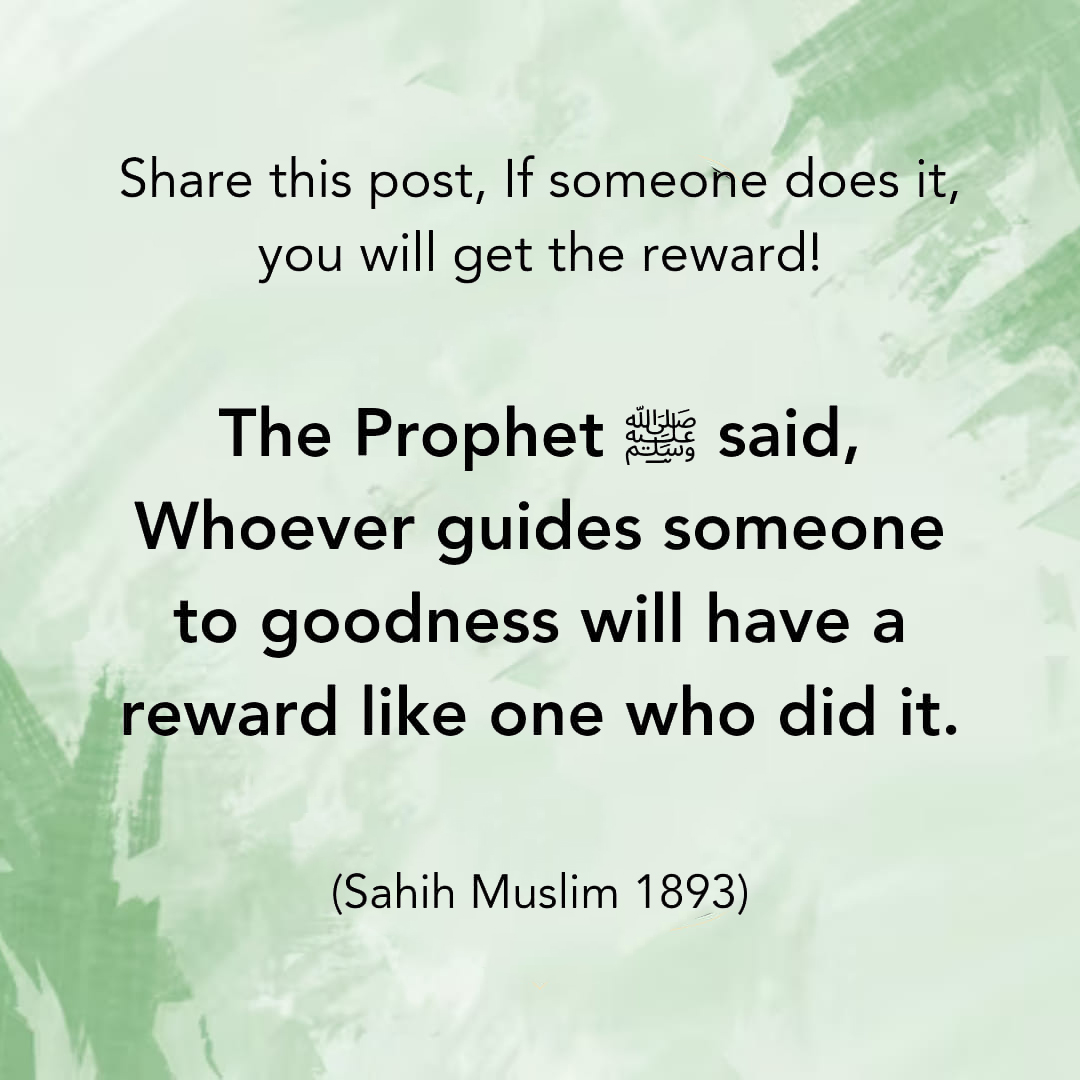 Share this post, If someone does it,
you will get the reward!
The Prophet ﷺ said,
Whoever guides someone
to goodness will have a
reward like one who did it.
(Sahih Muslim 1893)